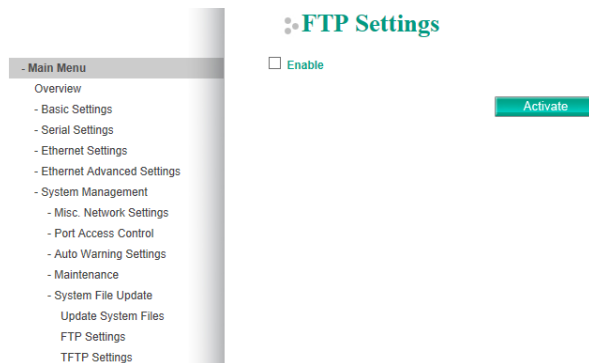 FTP Settings
- Main Menu
Enable
Overview
Activate
- Basic Settings
- Serial Settings
- Ethernet Settings
- Ethernet Advanced Settings
- System Management
- Misc. Network Settings
- Port Access Control
- Auto Warning Settings
- Maintenance
- System File Update
Update System Files
FTP Settings
TFTP Settings